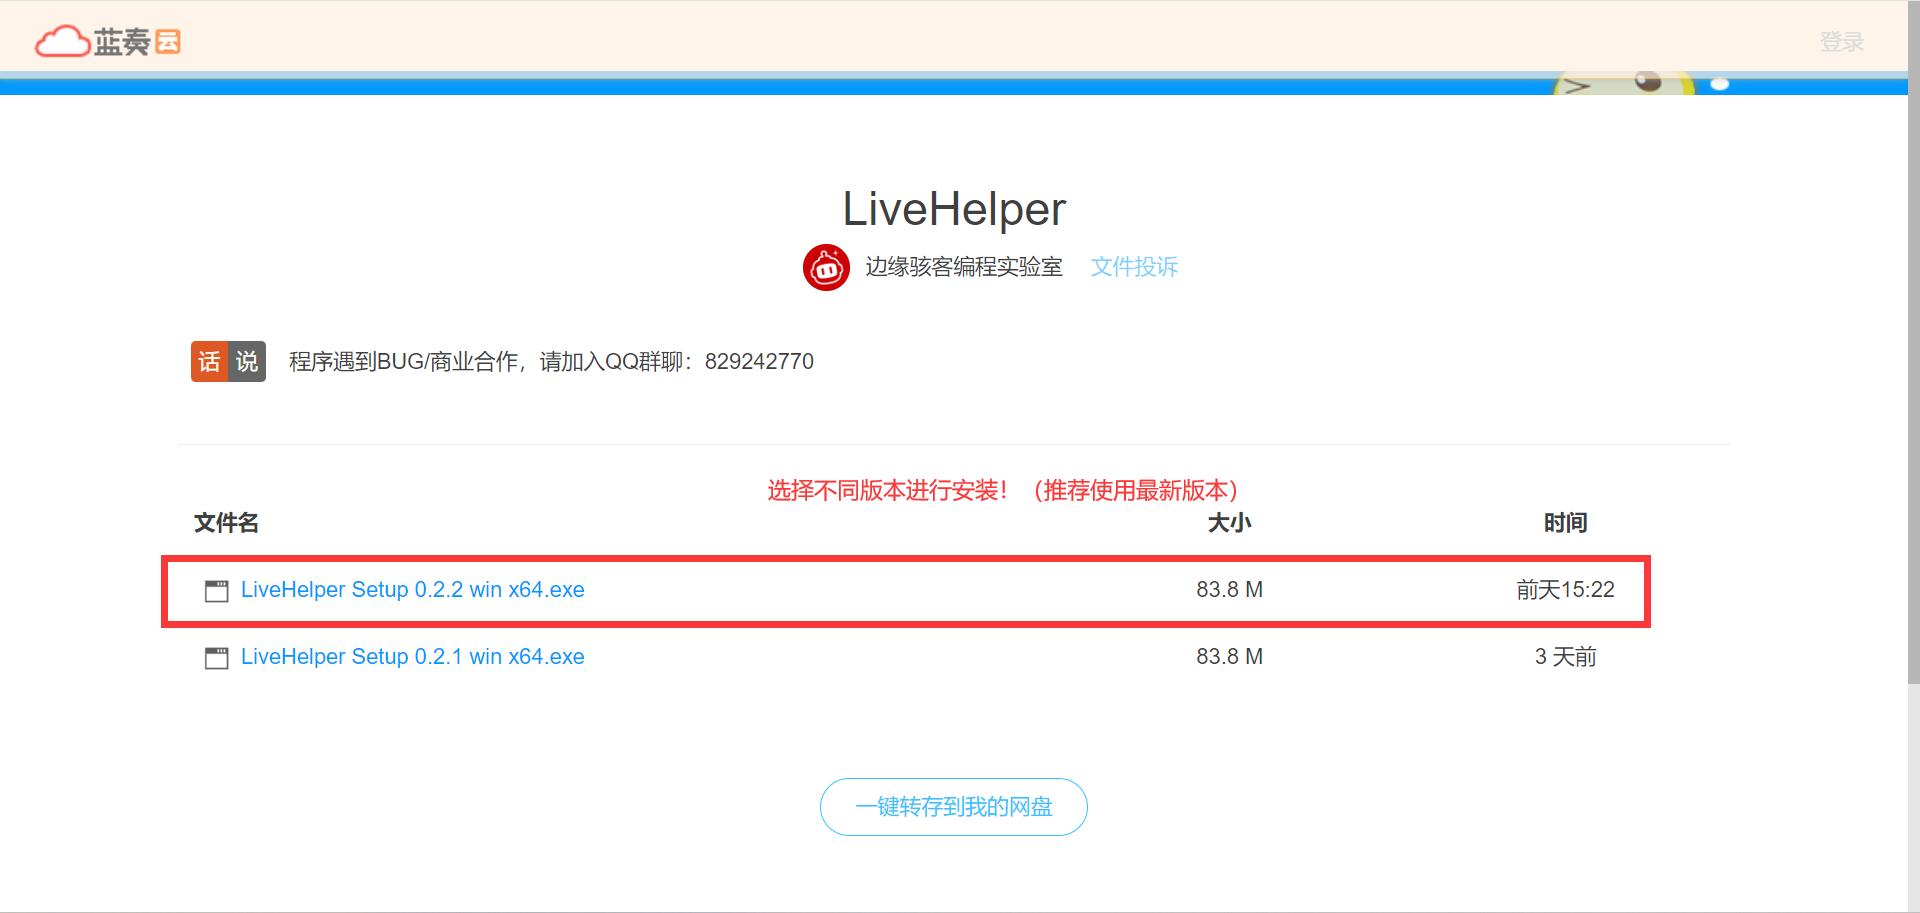 蓝奏云
登录
LiveHelper
边缘骇客编程实验室 文件投诉
话说 程序遇到BUG/商业合作，请加入QQ群聊：829242770
选择不同版本进行安装！（推荐使用最新版本）
文件名 大小 时间
LiveHelper Setup 0.2.2 win x64.exe 83.8 M 前天15:22
LiveHelper Setup 0.2.1 win x64.exe 83.8 M 3 天前
一键转存到我的网盘